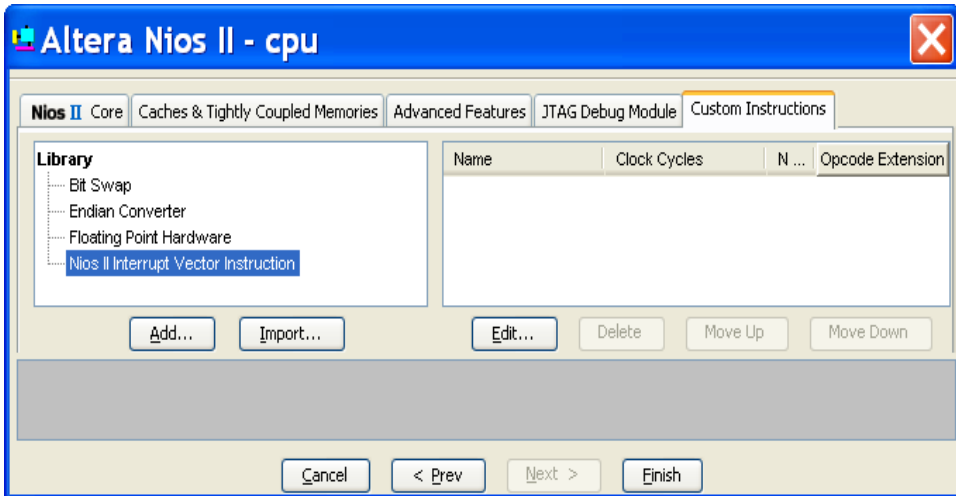 Altera Nios II - cpu
Nios II Core Caches & Tightly Coupled Memories Advanced Features JTAG Debug Module Custom Instructions
Library
Bit Swap
Endian Converter
Floating Point Hardware
Nios II Interrupt Vector Instruction
Name Clock Cycles N ... Opcode Extension
Add... Import... Edit... Delete Move Up Move Down
Cancel < Prev Next > Finish